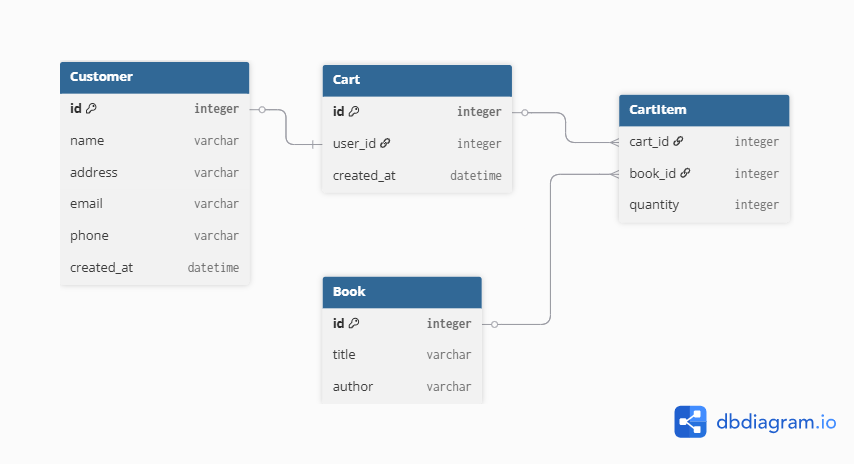 Customer
id integer
name varchar
address varchar
email varchar
phone varchar
created_at datetime
Cart
id integer
user_id integer
created_at datetime
CartItem
cart_id integer
book_id integer
quantity integer
Book
id integer
title varchar
author varchar
dbdiagram.io